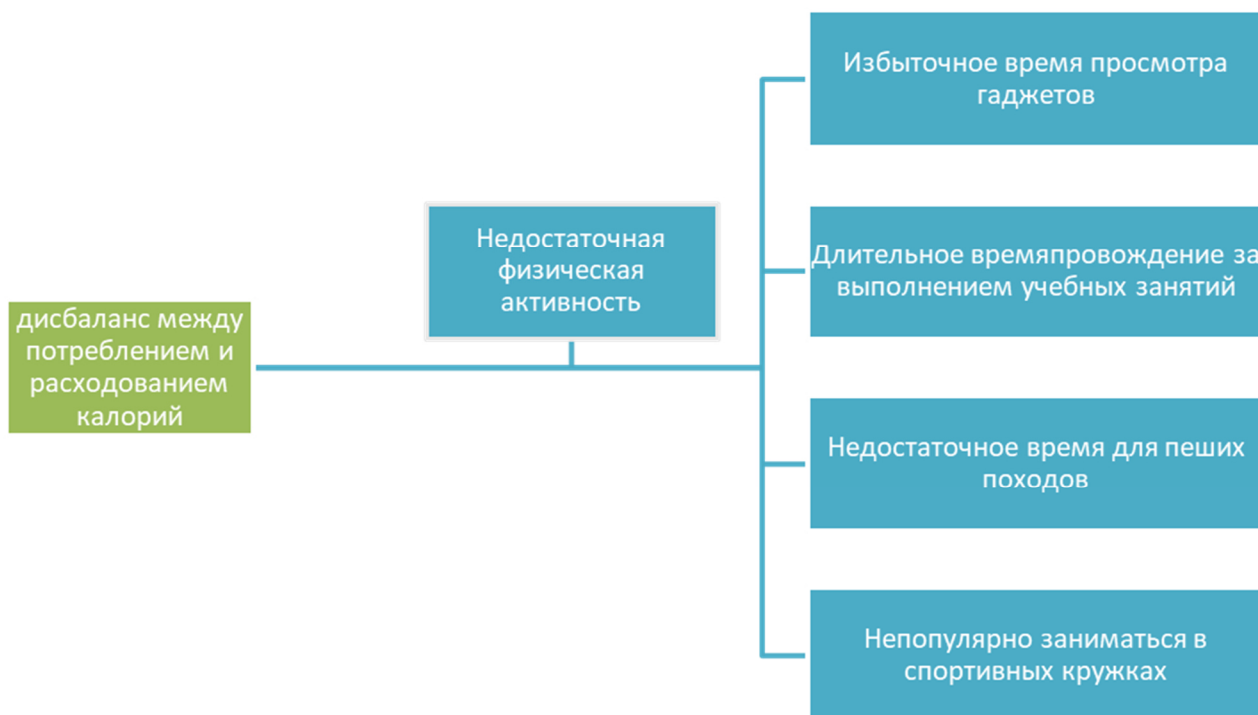 Избыточное время просмотра
гаджетов
Недостаточная
физическая
активность
Длительное времяпровождение за
выполнением учебных занятий
дисбаланс между
потреблением и
расходованием
калорий
Недостаточное время для пеших
походов
Непопулярно заниматься в
спортивных кружках